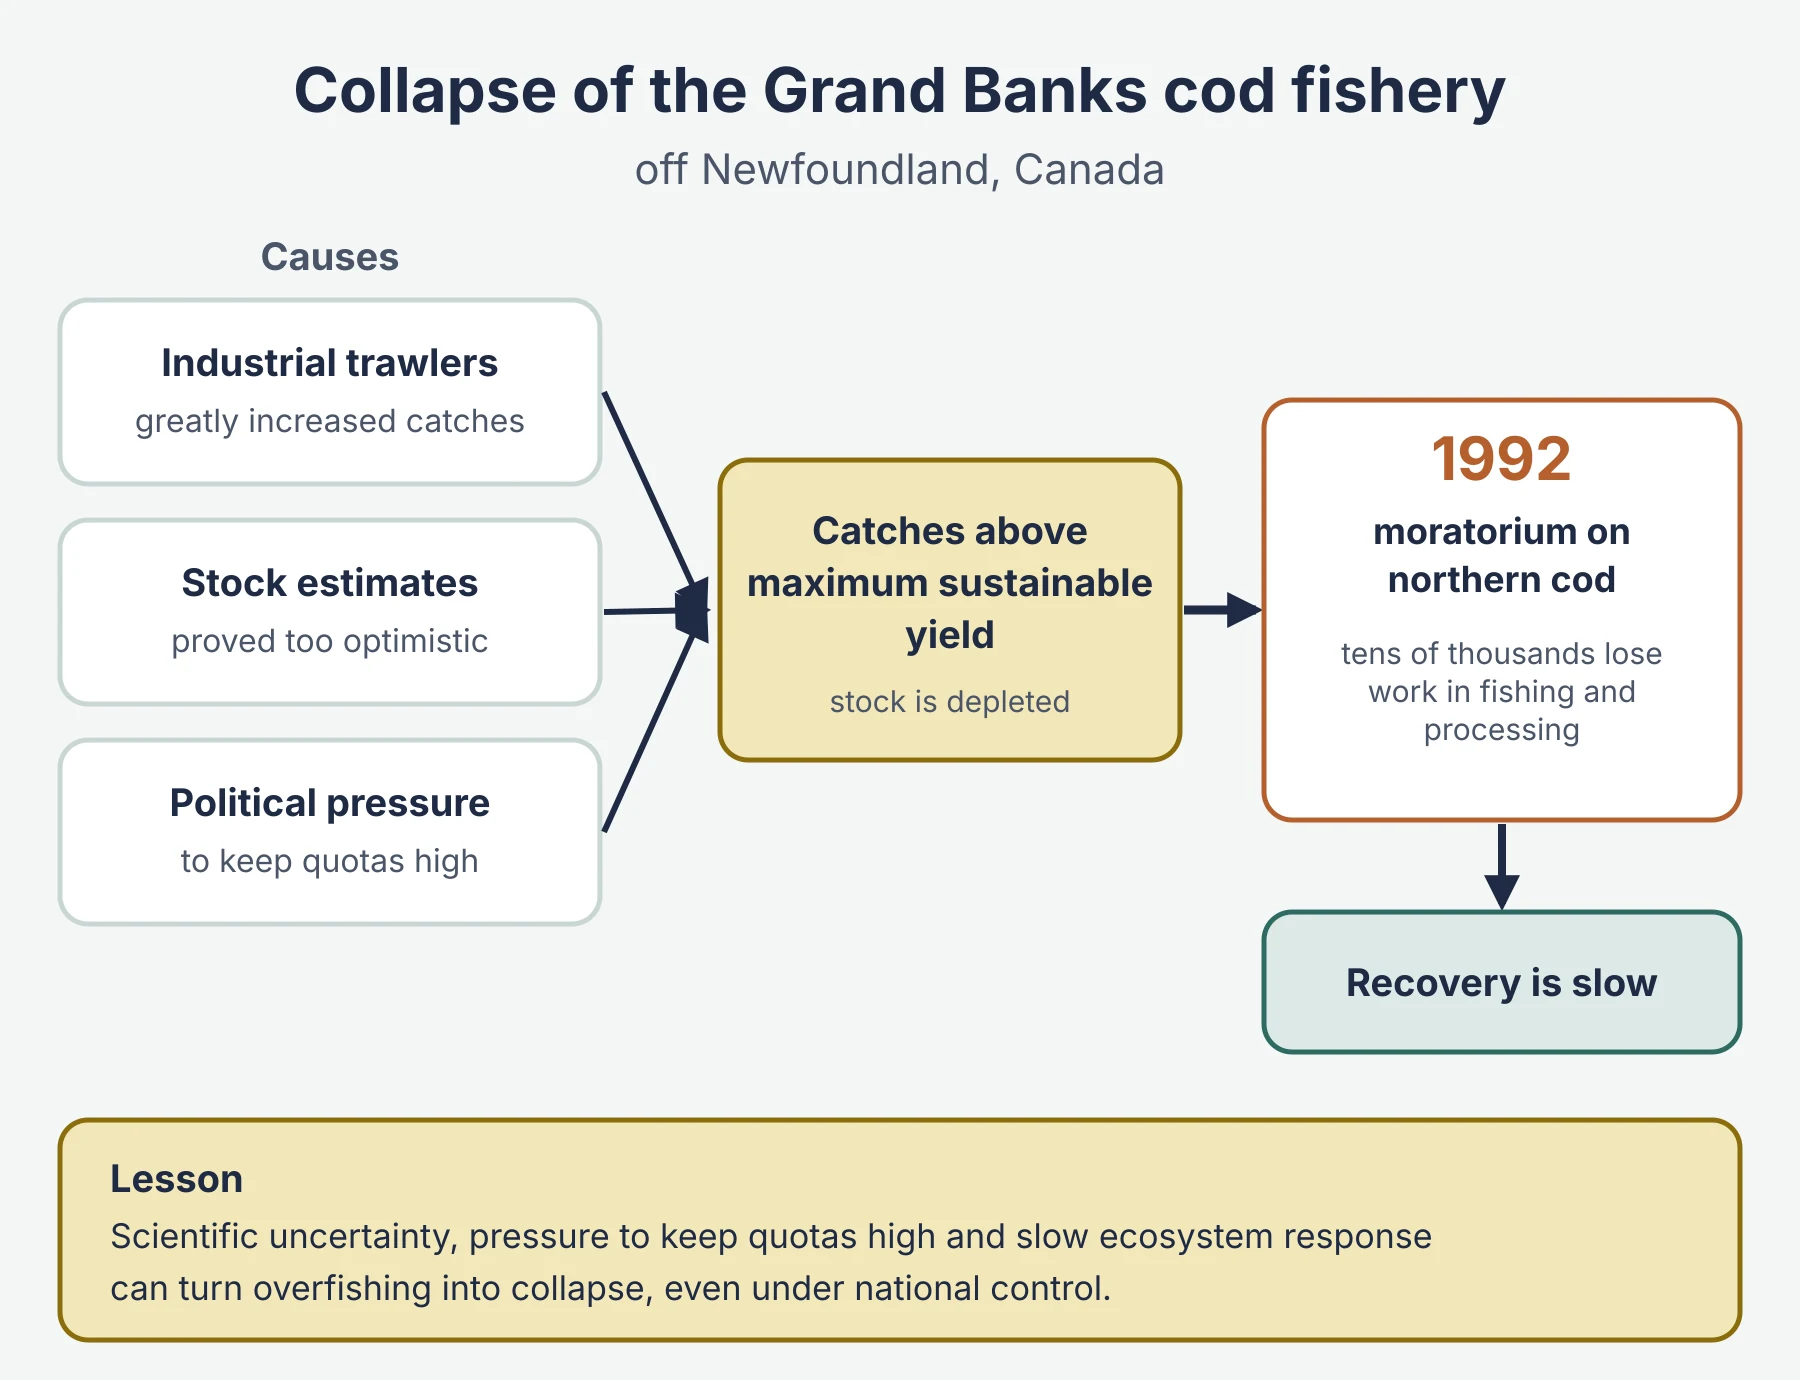 Collapse of the Grand Banks cod fishery
off Newfoundland, Canada
Causes
Industrial trawlers
greatly increased catches
Stock estimates
proved too optimistic
Political pressure
to keep quotas high
Catches above
maximum sustainable
yield
stock is depleted
1992
moratorium on
northern cod
tens of thousands lose
work in fishing and
processing
Recovery is slow
Lesson
Scientific uncertainty, pressure to keep quotas high and slow ecosystem response
can turn overfishing into collapse, even under national control.